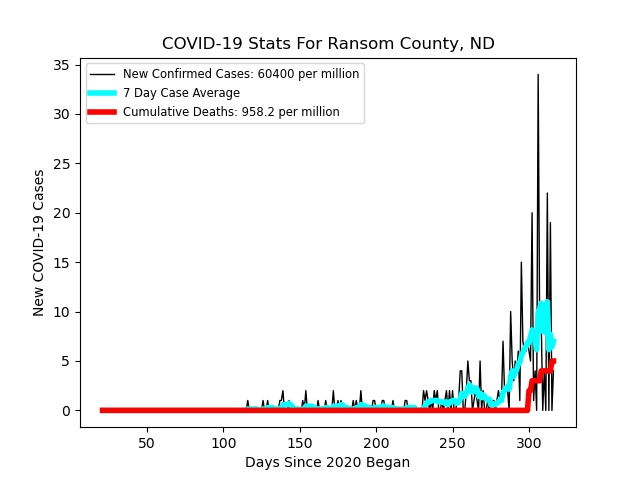 COVID-19 Stats For Ransom County, ND
New Confirmed Cases: 60400 per million
7 Day Case Average
Cumulative Deaths: 958.2 per million
New COVID-19 Cases
35
30
25
20
15
10
5
0
50 100 150 200 250 300
Days Since 2020 Began